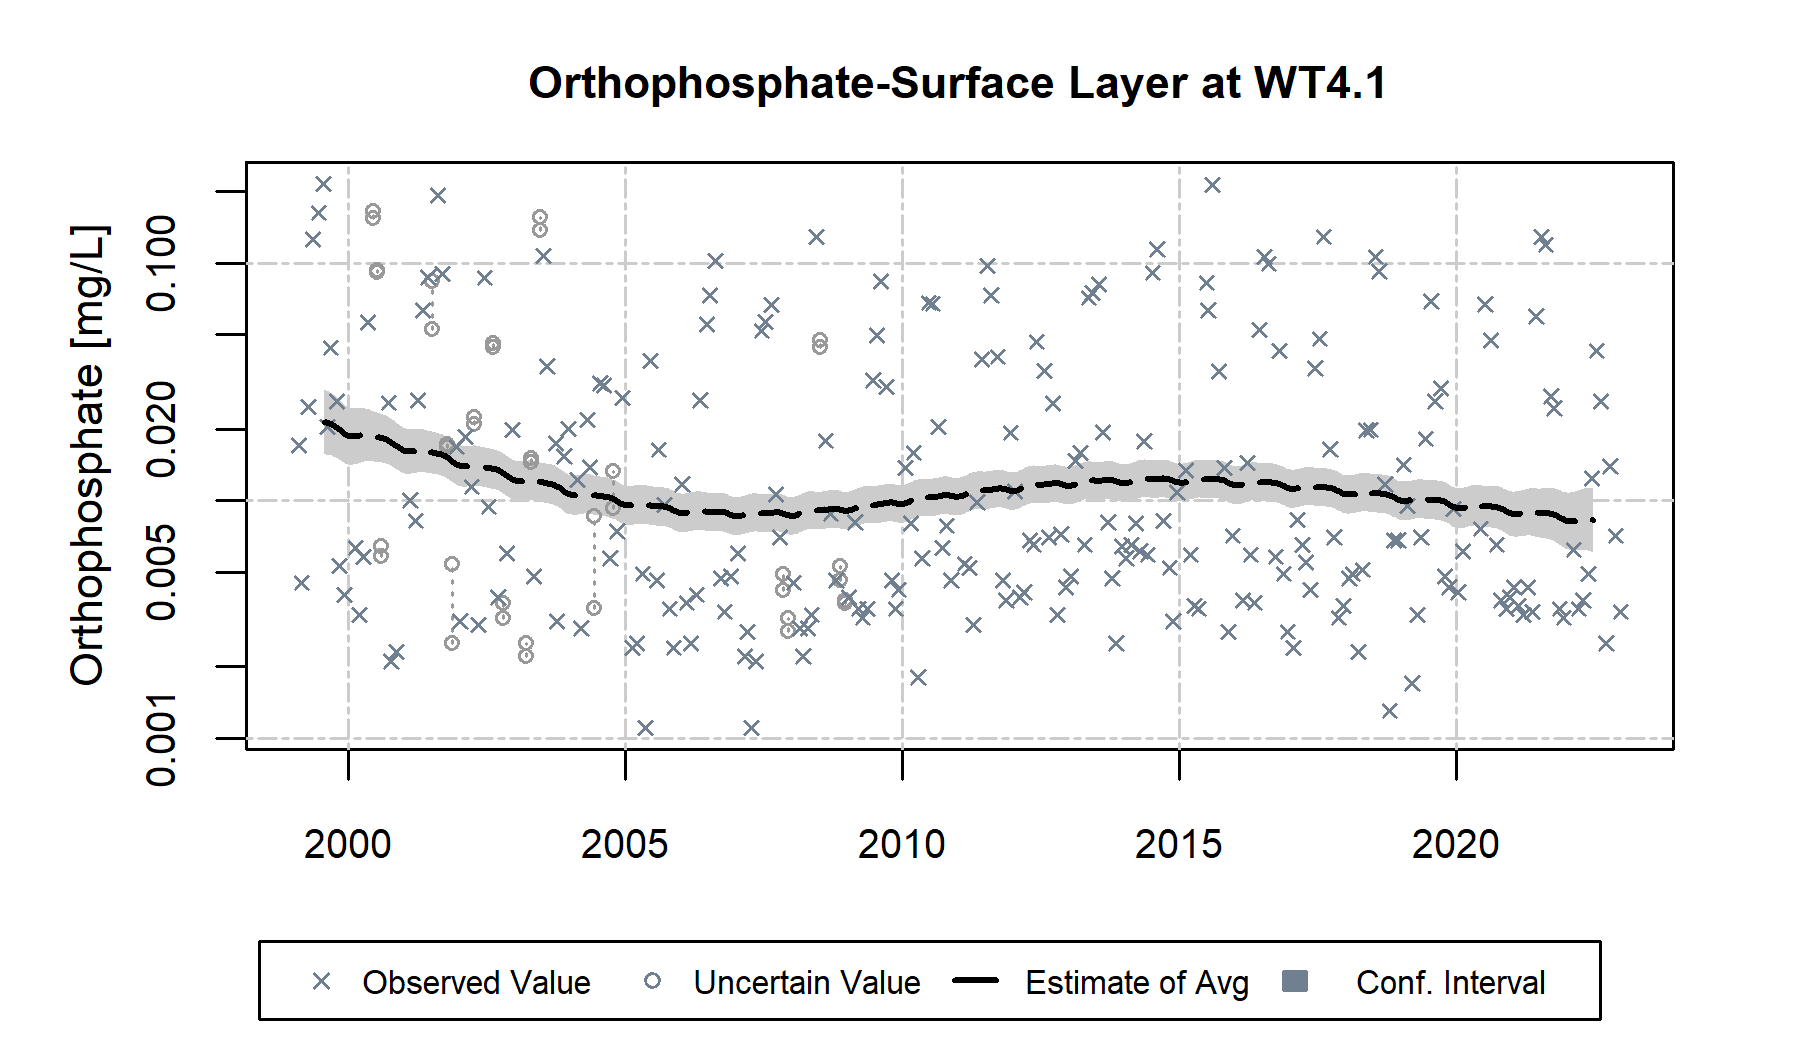 Orthophosphate-Surface Layer at WT4.1
Orthophosphate [mg/L]
0.100
0.020
0.005
0.001
2000 2005 2010 2015 2020
Observed Value Uncertain Value Estimate of Avg Conf. Interval